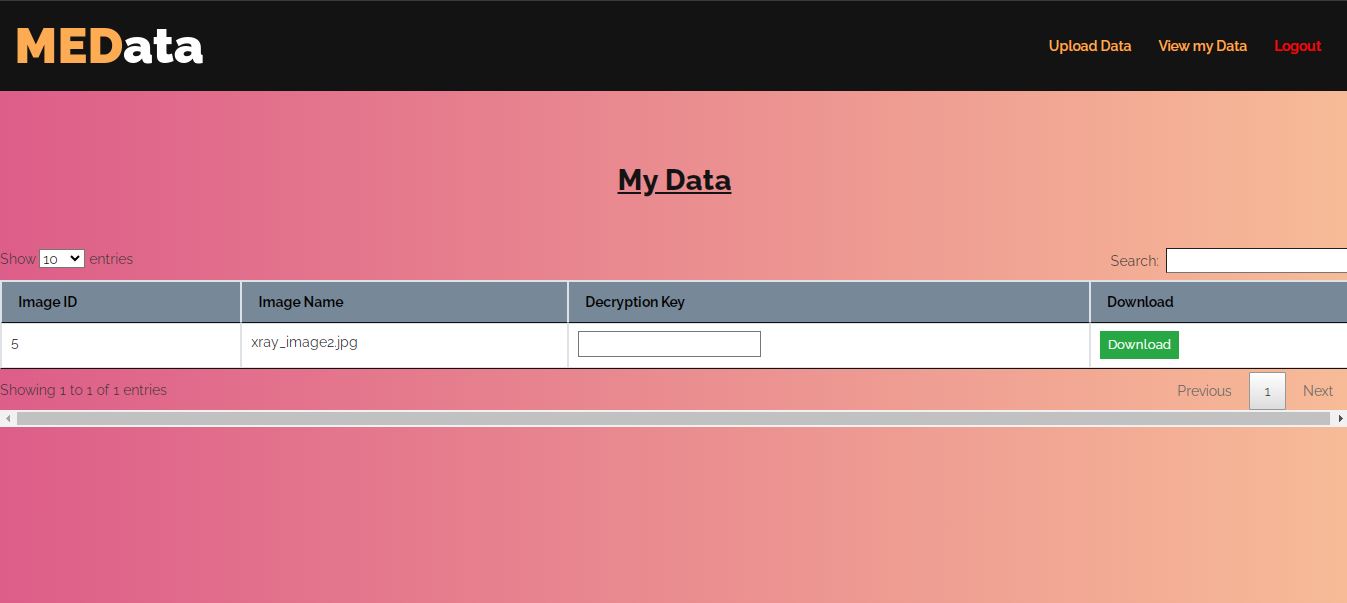 MEData
Upload Data View my Data Logout
My Data
Show 10 entries Search:
Image ID Image Name Decryption Key Download
5 xray_image2.jpg Download
Showing 1 to 1 of 1 entries Previous 1 Next